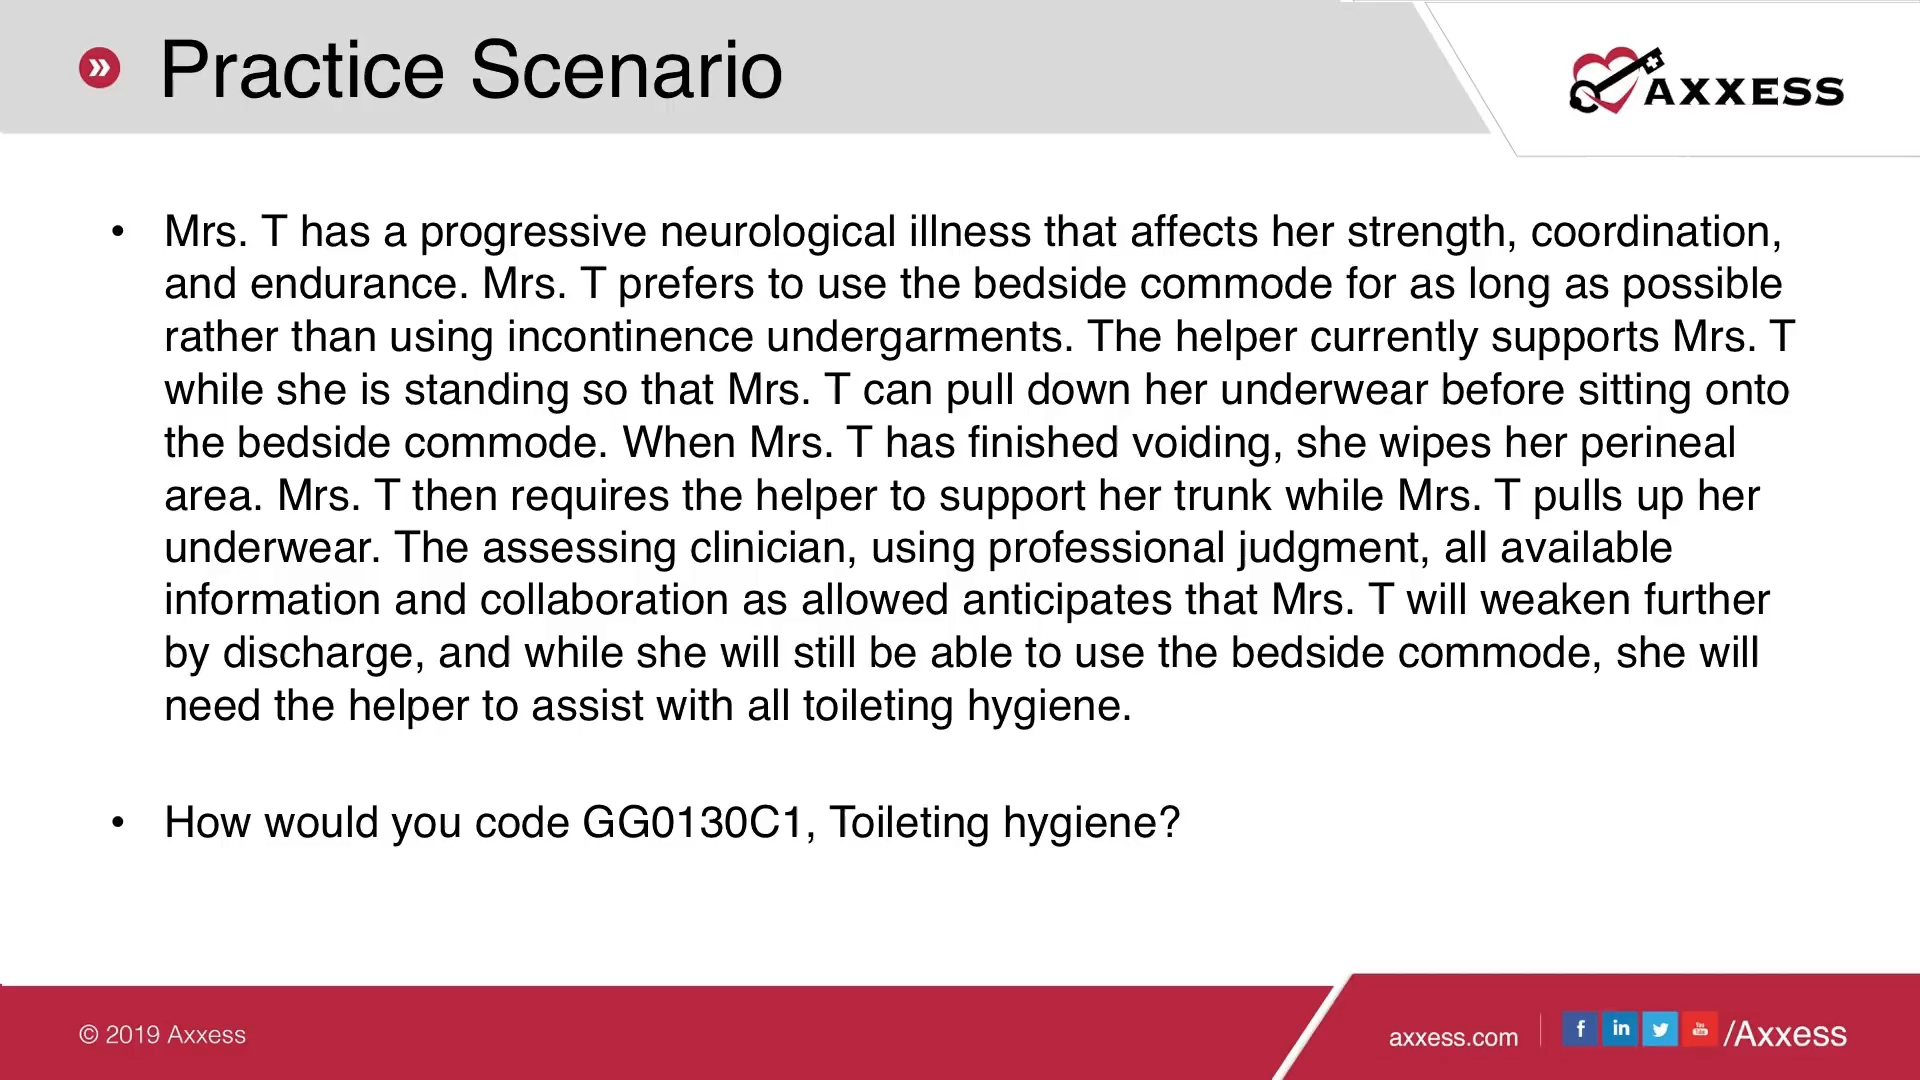 Practice Scenario
AXXESS
• Mrs. T has a progressive neurological illness that affects her strength, coordination,
and endurance. Mrs. T prefers to use the bedside commode for as long as possible
rather than using incontinence undergarments. The helper currently supports Mrs. T
while she is standing so that Mrs. T can pull down her underwear before sitting onto
the bedside commode. When Mrs. T has finished voiding, she wipes her perineal
area. Mrs. T then requires the helper to support her trunk while Mrs. T pulls up her
underwear. The assessing clinician, using professional judgment, all available
information and collaboration as allowed anticipates that Mrs. T will weaken further
by discharge, and while she will still be able to use the bedside commode, she will
need the helper to assist with all toileting hygiene.
• How would you code GG0130C1, Toileting hygiene?
© 2019 Axxess
axxess.com
f in You Tube /Axxess